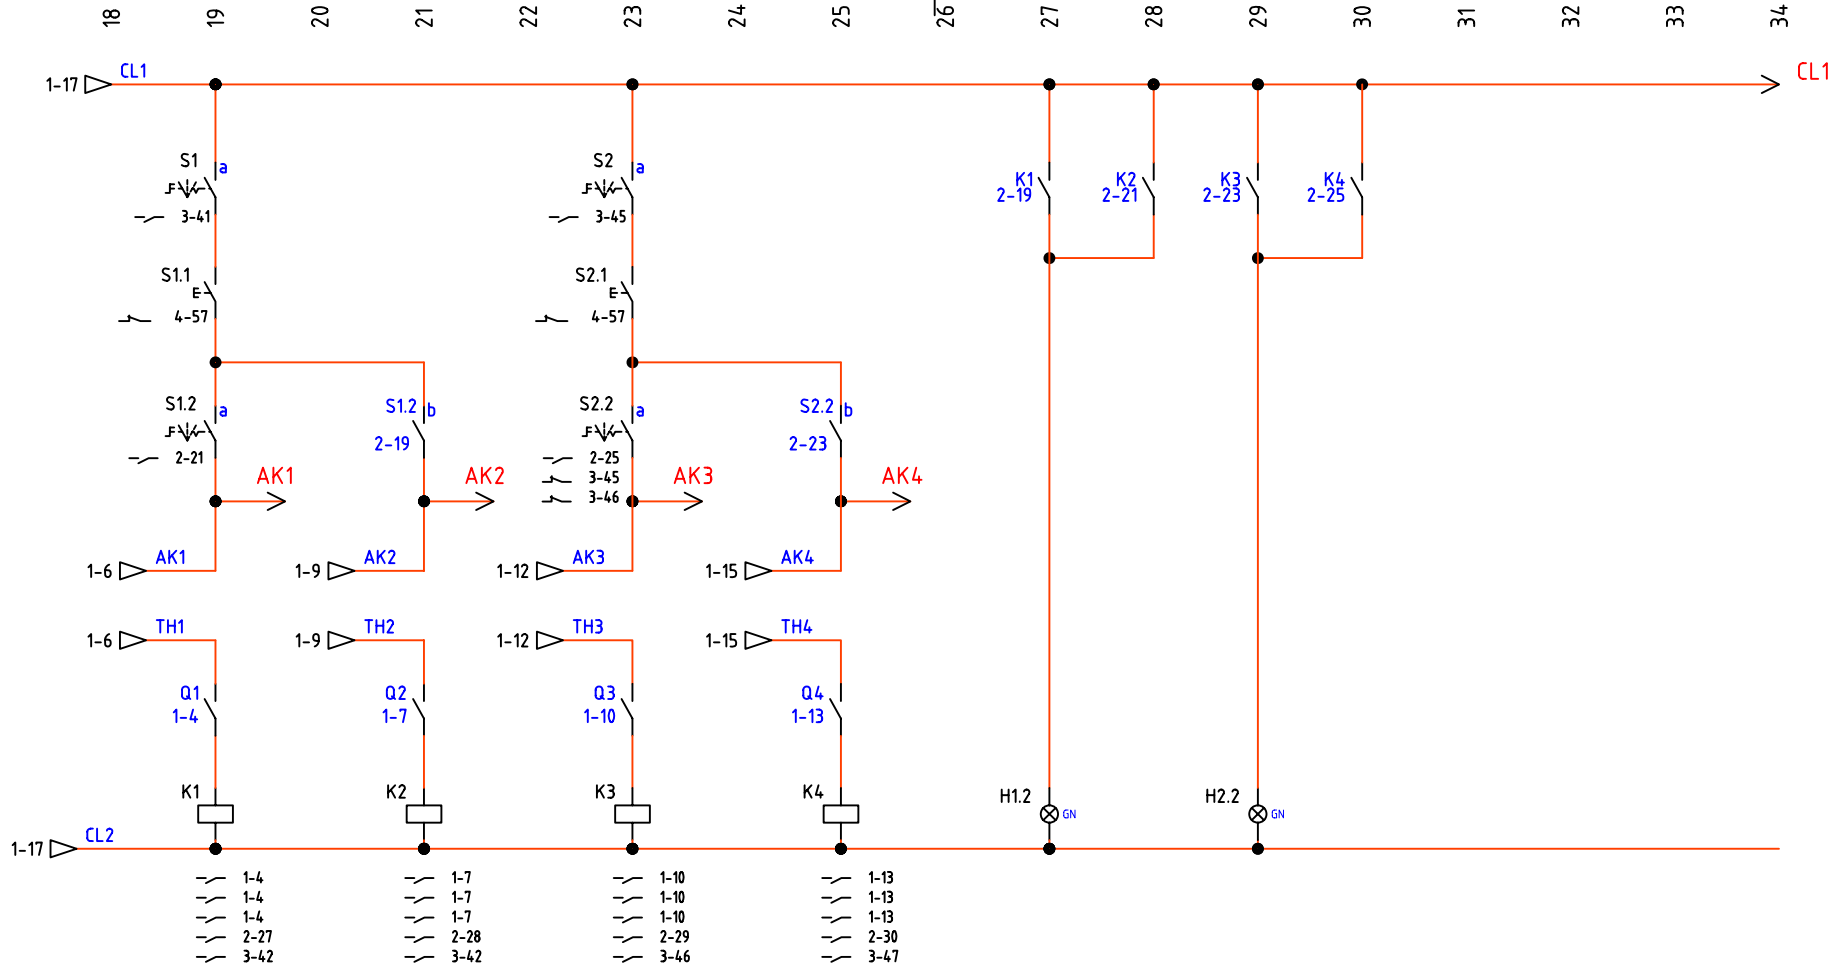 18 19 20 21 22 23 24 25 26 27 28 29 30 31 32 33 34
1-17 CL1 CL1
S1 a S2 a
K1 K2 K3 K4
2-19 2-21 2-23 2-25
3-41 3-45
S1.1 S2.1
E E
4-57 4-57
S1.2 a S1.2 b S2.2 a S2.2 b
2-19 2-23
2-21 2-25
AK1 AK2 3-45 AK3 AK4
3-46
1-6 AK1 1-9 AK2 1-12 AK3 1-15 AK4
1-6 TH1 1-9 TH2 1-12 TH3 1-15 TH4
Q1 Q2 Q3 Q4
1-4 1-7 1-10 1-13
K1 K2 K3 K4 H1.2 H2.2
GN GN
1-17 CL2
1-4 1-7 1-10 1-13
1-4 1-7 1-10 1-13
1-4 1-7 1-10 1-13
2-27 2-28 2-29 2-30
3-42 3-42 3-46 3-47